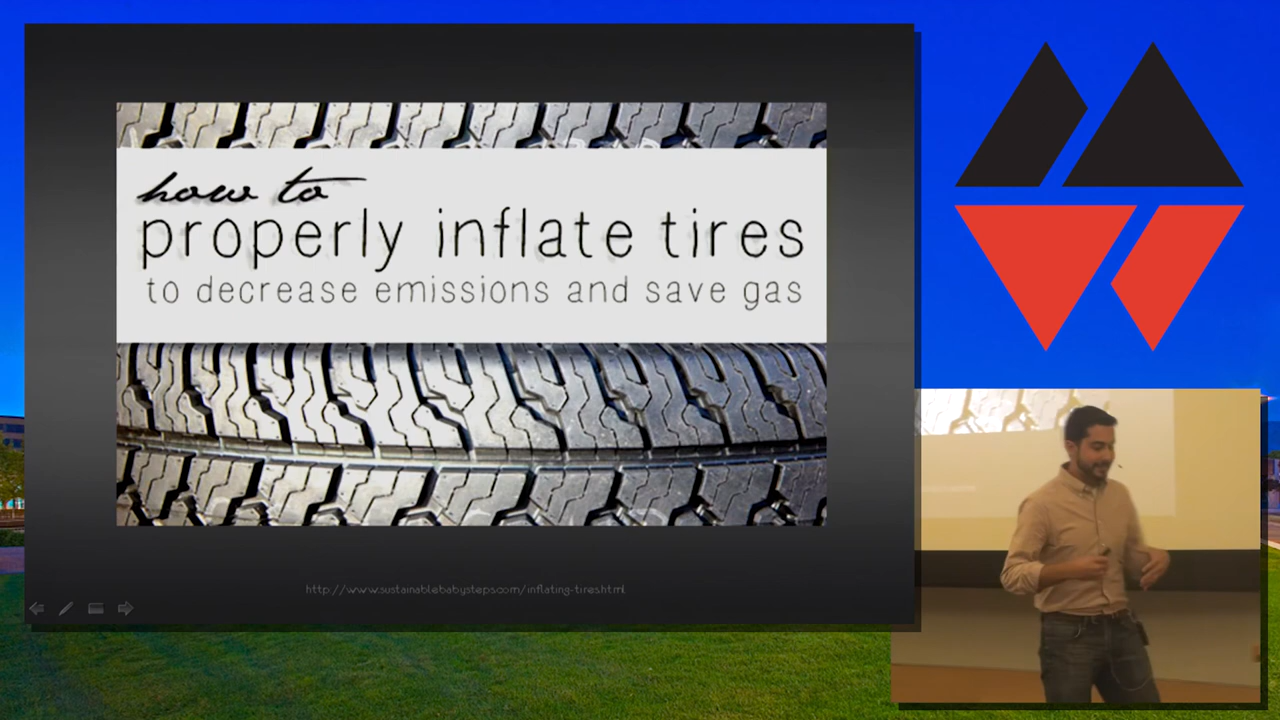 how to
properly inflate tires
to decrease emissions and save gas
http://www.sustainablebabysteps.com/inflating-tires.html